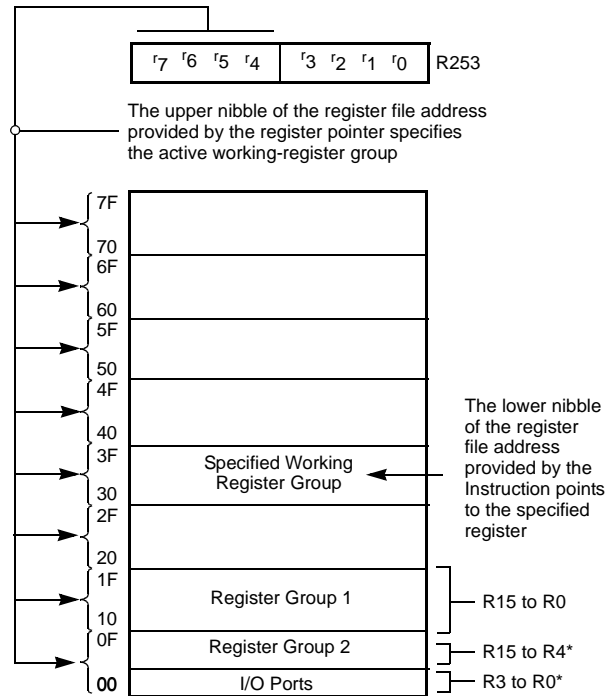 r7 r6 r5 r4 r3 r2 r1 r0 R253
The upper nibble of the register file address
provided by the register pointer specifies
the active working-register group
7F
70
6F
60
5F
50
4F
40
3F
Specified Working
Register Group
30
2F
20
The lower nibble
of the register
file address
provided by the
Instruction points
to the specified
register
1F
Register Group 1
R15 to R0
10
0F
Register Group 2
R15 to R4*
00
I/O Ports
R3 to R0*